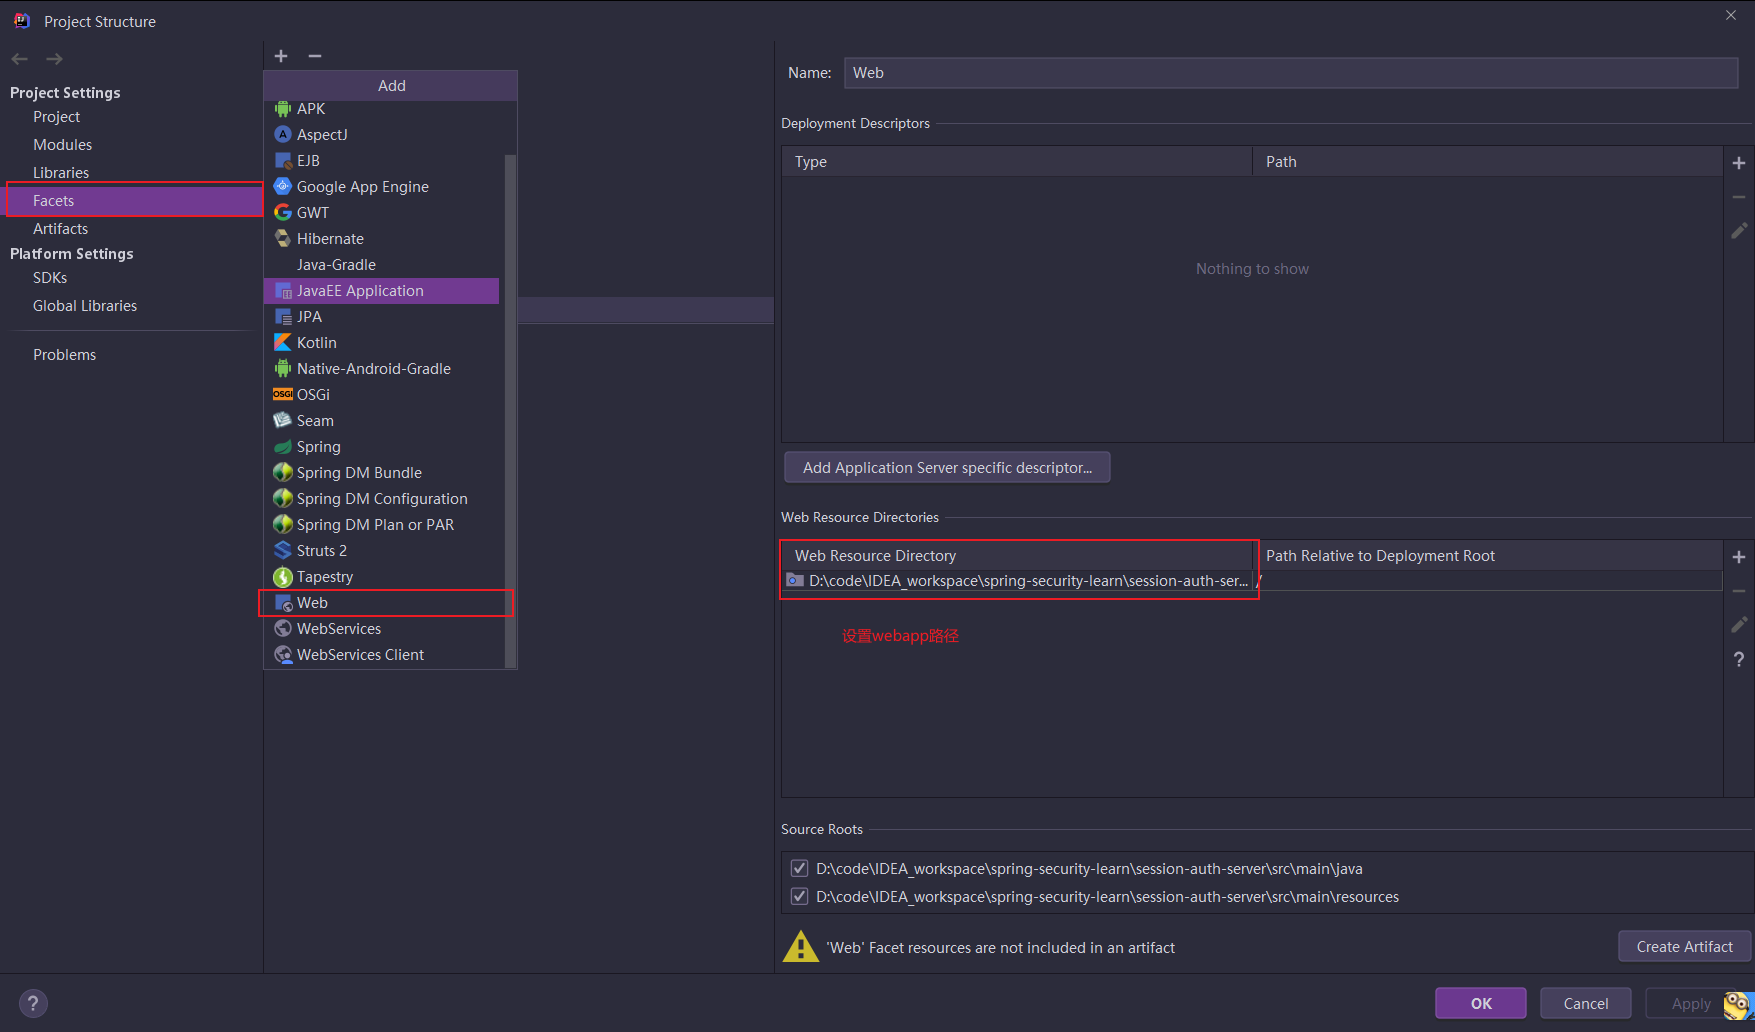 Project Structure
Project Settings
Project
Modules
Libraries
Facets
Artifacts
Platform Settings
SDKs
Global Libraries
Problems
Add
APK
AspectJ
EJB
Google App Engine
GWT
Hibernate
Java-Gradle
JavaEE Application
JPA
Kotlin
Native-Android-Gradle
OSGi
Seam
Spring
Spring DM Bundle
Spring DM Configuration
Spring DM Plan or PAR
Struts 2
Tapestry
Web
WebServices
WebServices Client
Name: Web
Deployment Descriptors
Type Path
Nothing to show
Add Application Server specific descriptor...
Web Resource Directories
Web Resource Directory Path Relative to Deployment Root
D:\code\IDEA_workspace\spring-security-learn\session-auth-ser... /
设置webapp路径
Source Roots
D:\code\IDEA_workspace\spring-security-learn\session-auth-server\src\main\java
D:\code\IDEA_workspace\spring-security-learn\session-auth-server\src\main\resources
'Web' Facet resources are not included in an artifact
Create Artifact
OK Cancel Apply